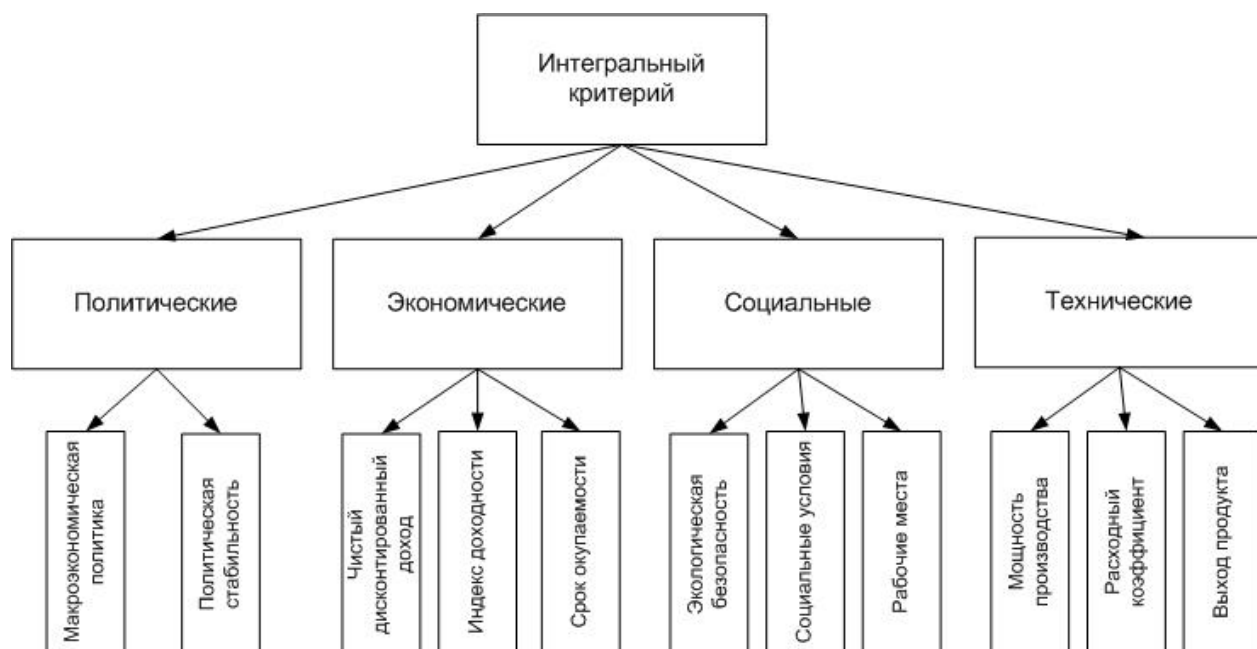 Интегральный
критерий
Политические
Экономические
Социальные
Технические
Макроэкономическая
политика
Политическая
стабильность
Чистый
дисконтированный
доход
Индекс доходности
Срок окупаемости
Экологическая
безопасность
Социальные условия
Рабочие места
Мощность
производства
Расходный
коэффициент
Выход продукта